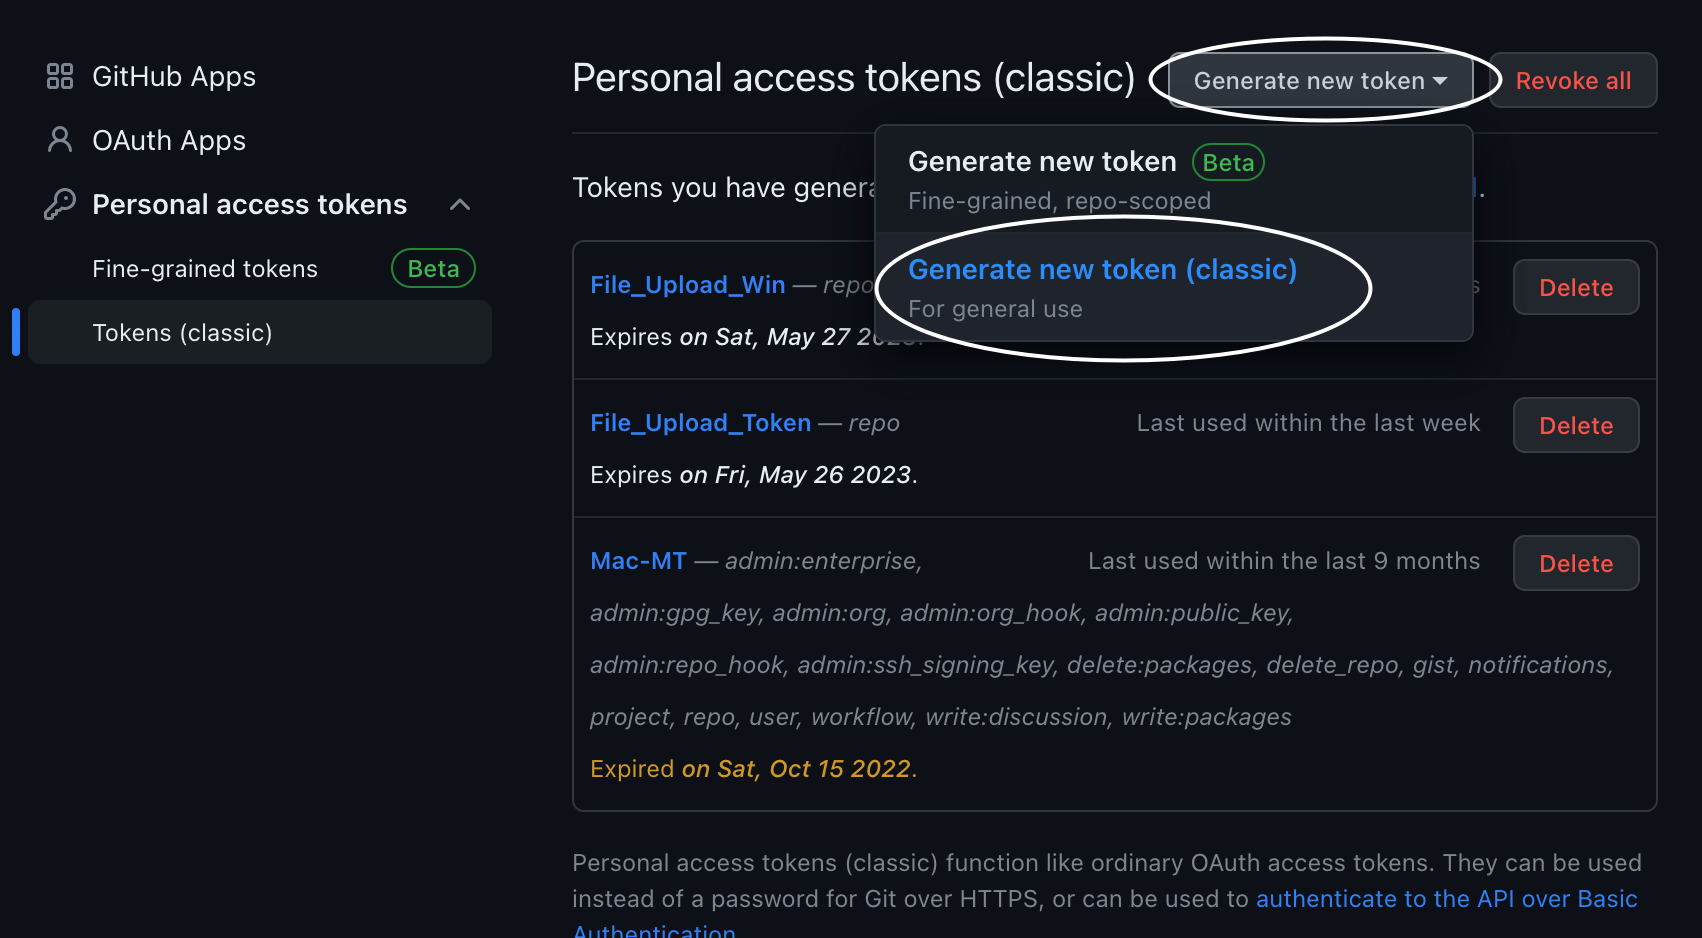 GitHub Apps
OAuth Apps
Personal access tokens
Fine-grained tokens Beta
Tokens (classic)
Personal access tokens (classic) Generate new token Revoke all
Generate new token Beta
Fine-grained, repo-scoped
Generate new token (classic)
For general use
Tokens you have
File_Upload_Win — repo Delete
Expires on Sat, May 27
File_Upload_Token — repo Last used within the last week Delete
Expires on Fri, May 26 2023.
Mac-MT — admin:enterprise, Last used within the last 9 months Delete
admin:gpg_key, admin:org, admin:org_hook, admin:public_key,
admin:repo_hook, admin:ssh_signing_key, delete:packages, delete_repo, gist, notifications,
project, repo, user, workflow, write:discussion, write:packages
Expired on Sat, Oct 15 2022.
Personal access tokens (classic) function like ordinary OAuth access tokens. They can be used
instead of a password for Git over HTTPS, or can be used to authenticate to the API over Basic
Authentication